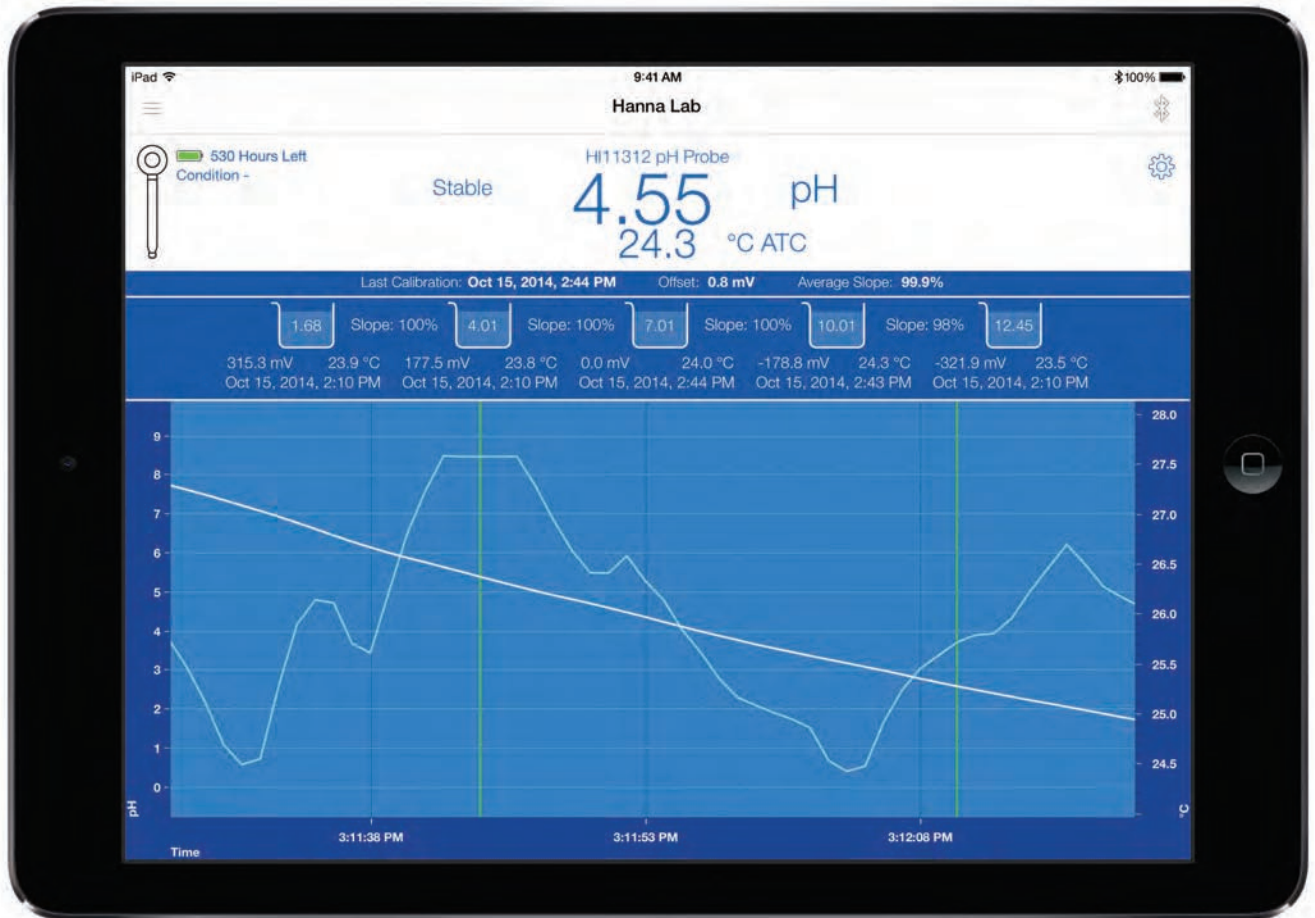 iPad 9:41 AM 100%
Hanna Lab
530 Hours Left
Condition -
HI11312 pH Probe
Stable 4.55 pH
24.3 °C ATC
Last Calibration: Oct 15, 2014, 2:44 PM Offset: 0.8 mV Average Slope: 99.9%
1.68 Slope: 100% 4.01 Slope: 100% 7.01 Slope: 100% 10.01 Slope: 98% 12.45
315.3 mV 23.9 °C 177.5 mV 23.8 °C 0.0 mV 24.0 °C -178.8 mV 24.3 °C -321.9 mV 23.5 °C
Oct 15, 2014, 2:10 PM Oct 15, 2014, 2:10 PM Oct 15, 2014, 2:44 PM Oct 15, 2014, 2:43 PM Oct 15, 2014, 2:10 PM
28.0
9
27.5
8
27.0
7
6
26.5
5
26.0
4
25.5
3
2
25.0
1
24.5
0
pH °C
3:11:38 PM 3:11:53 PM 3:12:08 PM
Time